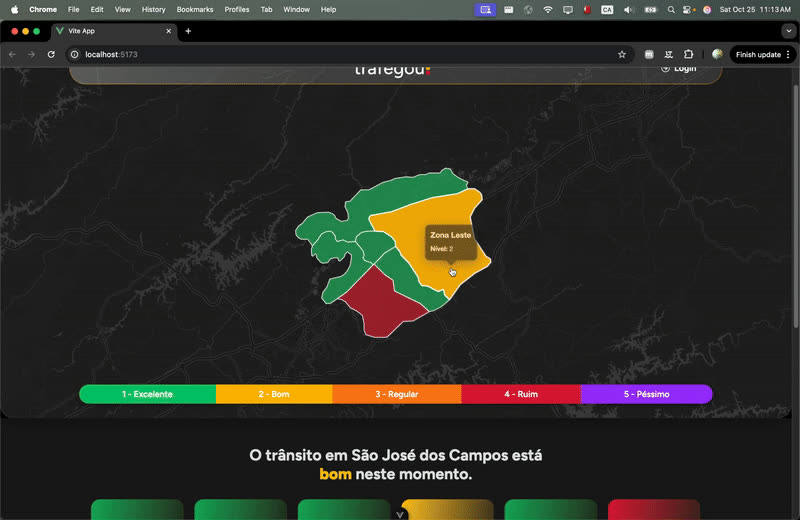 Chrome File Edit View History Bookmarks Profiles Tab Window Help CA Sat Oct 25 11:13 AM
Vite App
localhost:5173 Finish update
trafegou! Login
Zona Leste
Nível: 2
1 - Excelente 2 - Bom 3 - Regular 4 - Ruim 5 - Péssimo
O trânsito em São José dos Campos está
bom neste momento.